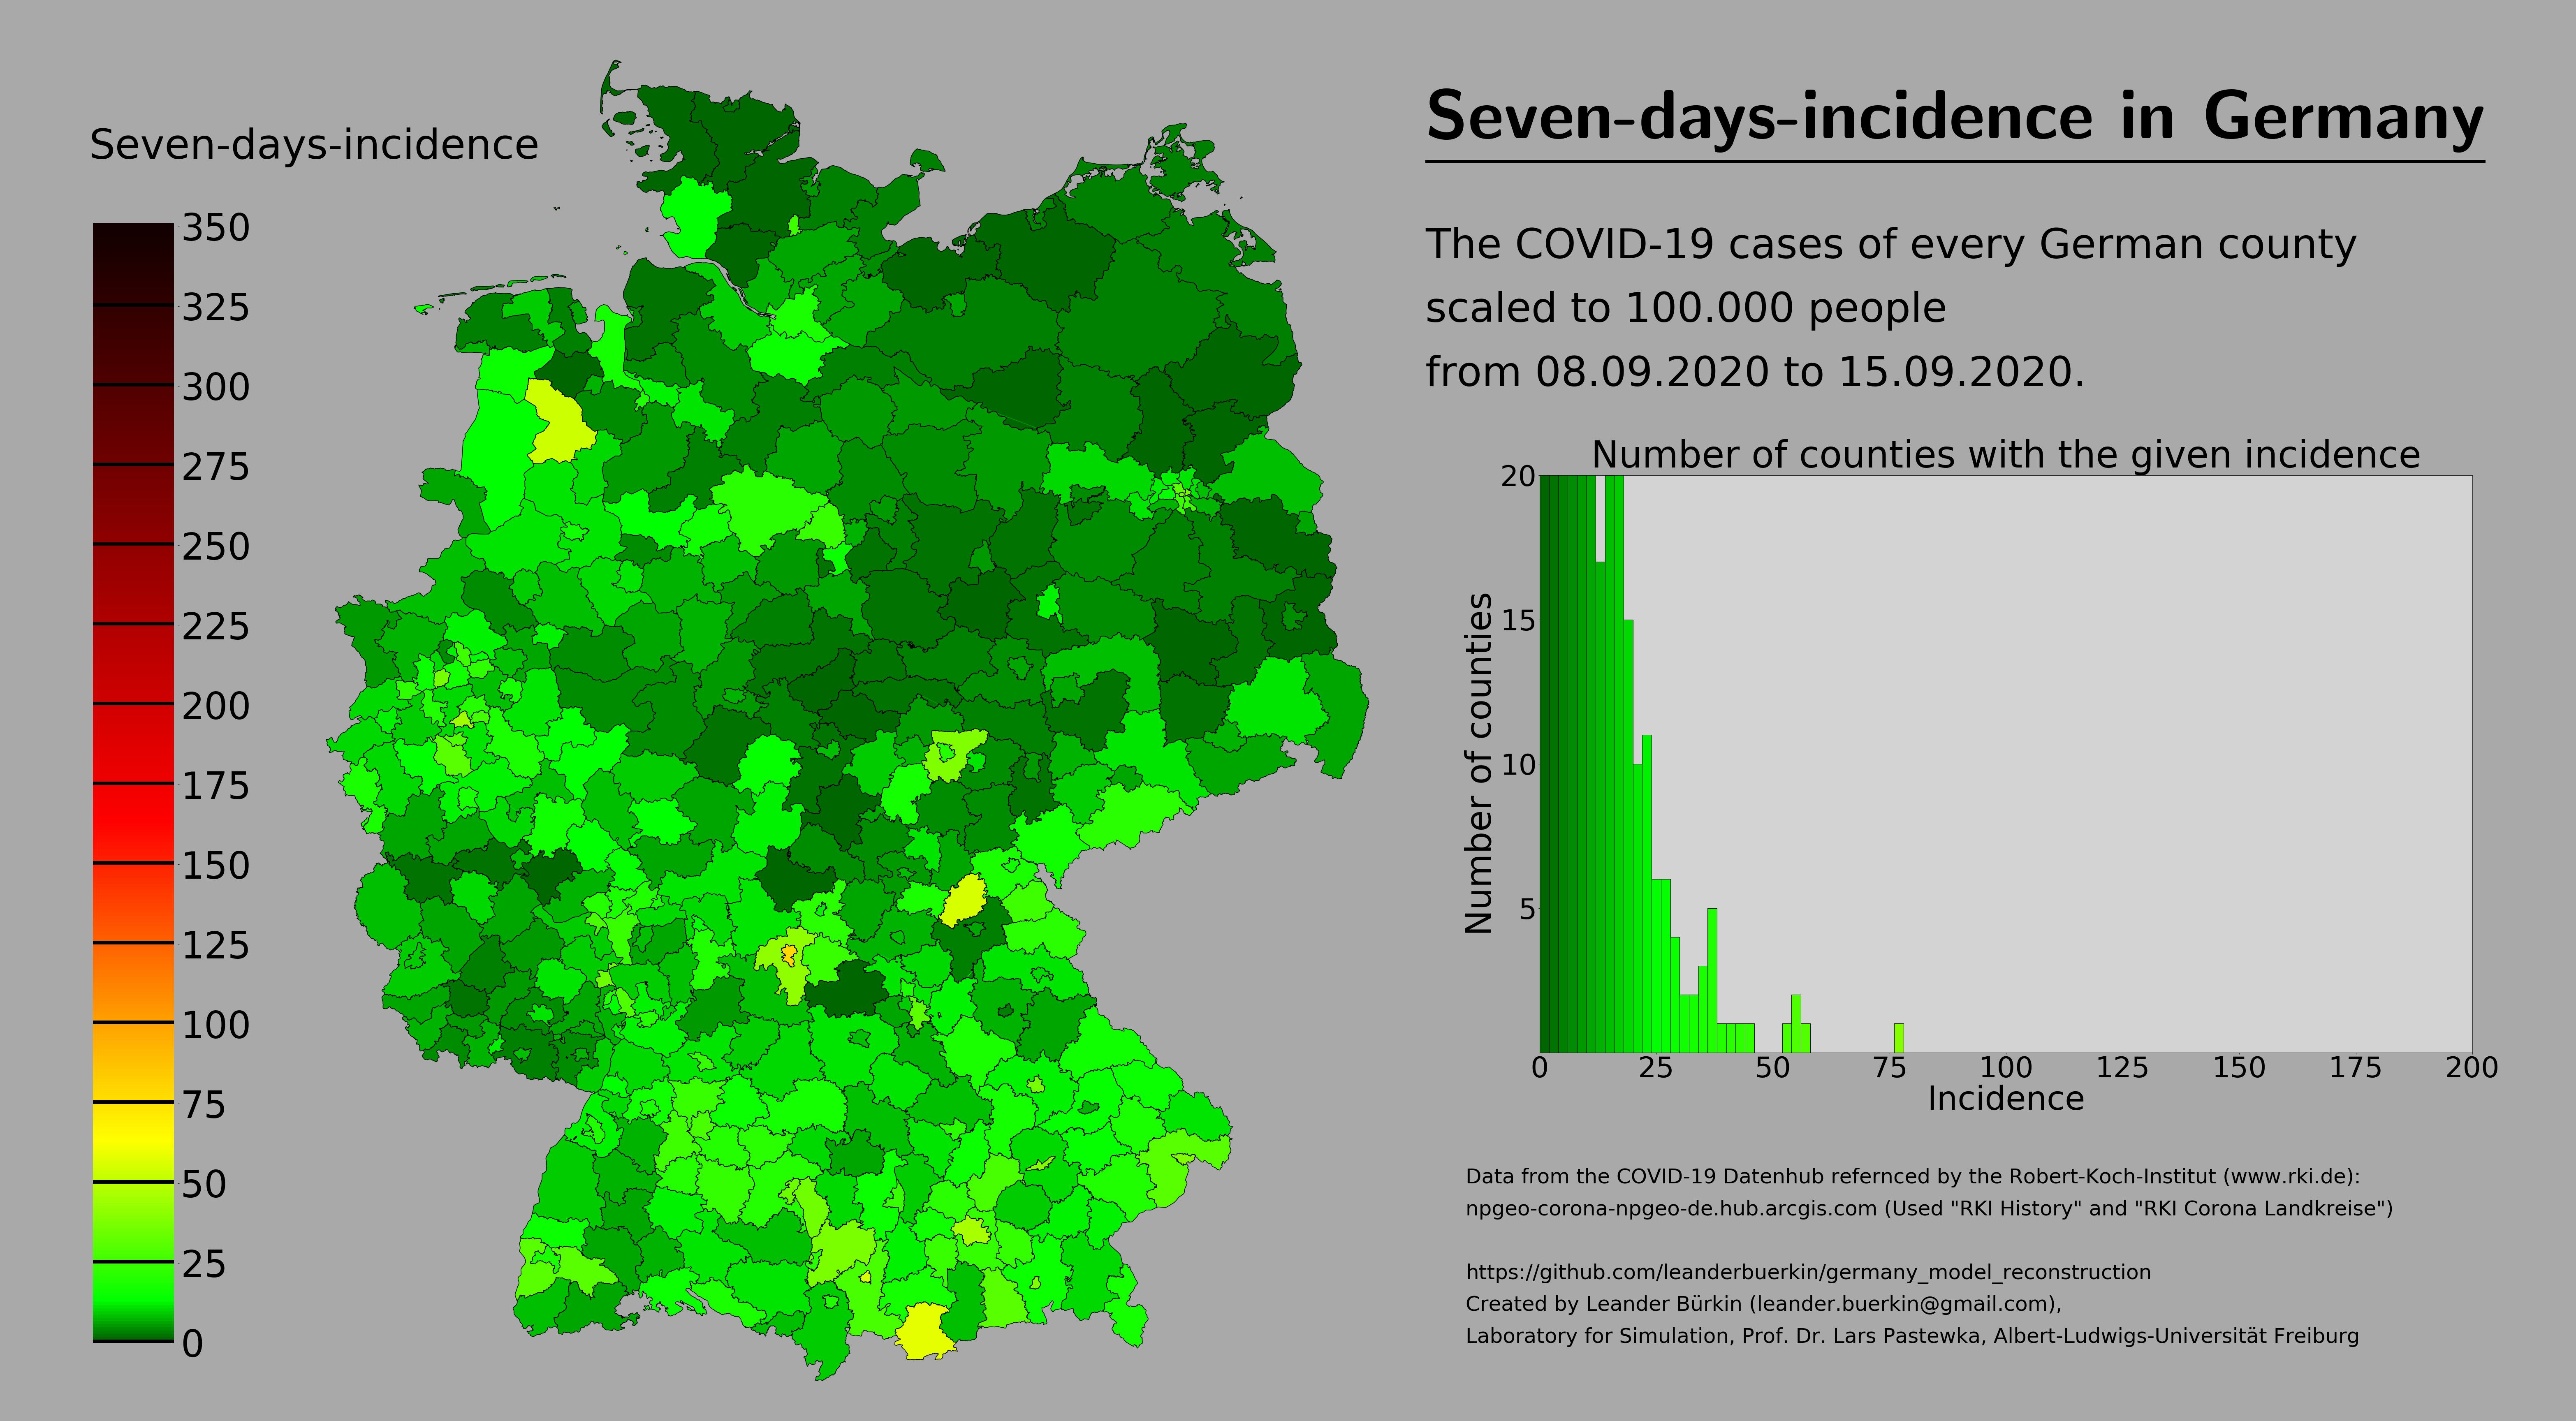 Seven-days-incidence in Germany
Seven-days-incidence
350
325
300
275
250
225
200
175
150
125
100
75
50
25
0
The COVID-19 cases of every German county
scaled to 100.000 people
from 08.09.2020 to 15.09.2020.
Number of counties with the given incidence
20
15
10
5
Number of counties
0 25 50 75 100 125 150 175 200
Incidence
Data from the COVID-19 Datenhub refernced by the Robert-Koch-Institut (www.rki.de):
npgeo-corona-npgeo-de.hub.arcgis.com (Used "RKI History" and "RKI Corona Landkreise")
https://github.com/leanderbuerkin/germany_model_reconstruction
Created by Leander Bürkin (leander.buerkin@gmail.com),
Laboratory for Simulation, Prof. Dr. Lars Pastewka, Albert-Ludwigs-Universität Freiburg